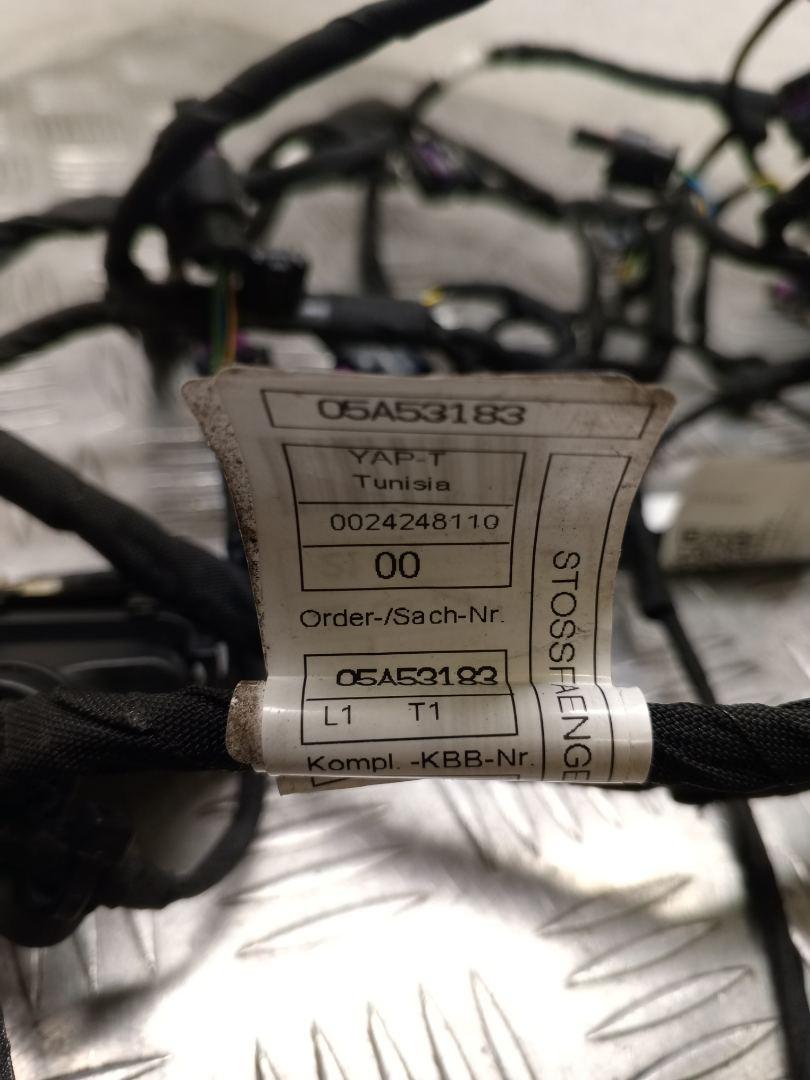 05A53183
YAP-T
Tunisia
0024248110
00
Order-/Sach-Nr.
05A53183
L1 T1
Kompl.-KBB-Nr.
STOSSFAENGE